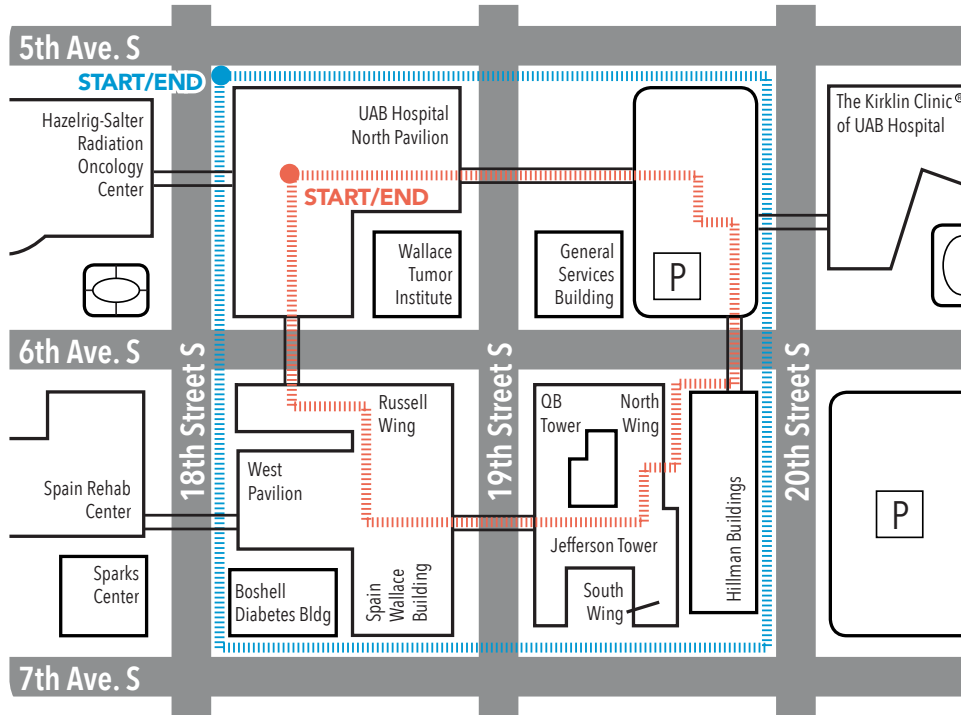 5th Ave. S
START/END
Hazelrig-Salter
Radiation
Oncology
Center
UAB Hospital
North Pavilion
The Kirklin Clinic®
of UAB Hospital
START/END
Wallace
Tumor
Institute
General
Services
Building
P
6th Ave. S
18th Street S
19th Street S
20th Street S
Russell
Wing
QB
Tower
North
Wing
West
Pavilion
Spain Rehab
Center
Jefferson Tower
Hillman Buildings
P
Sparks
Center
Boshell
Diabetes Bldg
Spain
Wallace
Building
South
Wing
7th Ave. S